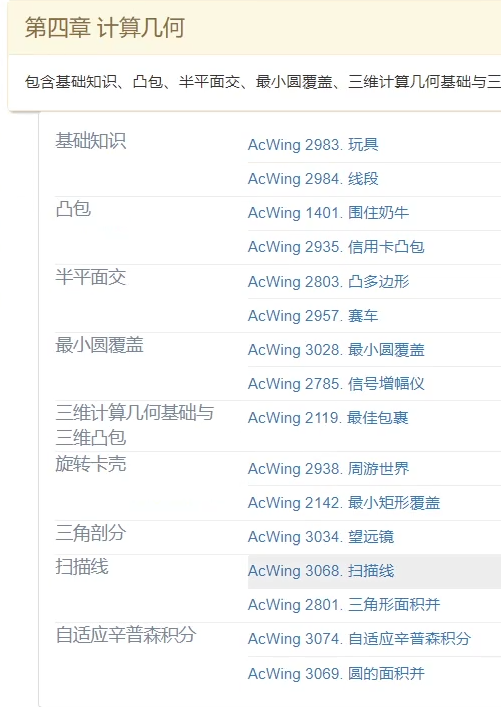 第四章 计算几何
包含基础知识、凸包、半平面交、最小圆覆盖、三维计算几何基础与三
基础知识
AcWing 2983. 玩具
AcWing 2984. 线段
凸包
AcWing 1401. 围住奶牛
AcWing 2935. 信用卡凸包
半平面交
AcWing 2803. 凸多边形
AcWing 2957. 赛车
最小圆覆盖
AcWing 3028. 最小圆覆盖
AcWing 2785. 信号增幅仪
三维计算几何基础与
三维凸包
AcWing 2119. 最佳包裹
旋转卡壳
AcWing 2938. 周游世界
AcWing 2142. 最小矩形覆盖
三角剖分
AcWing 3034. 望远镜
扫描线
AcWing 3068. 扫描线
AcWing 2801. 三角形面积并
自适应辛普森积分
AcWing 3074. 自适应辛普森积分
AcWing 3069. 圆的面积并